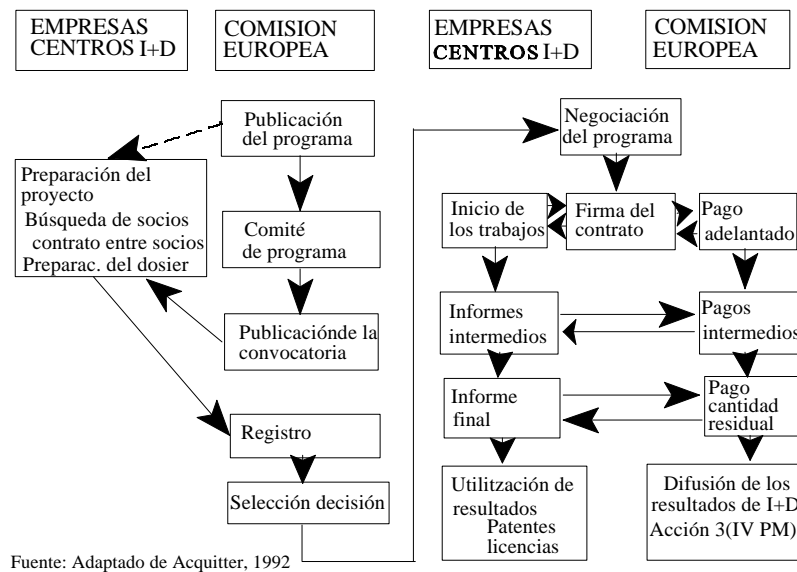 EMPRESAS
CENTROS I+D
COMISION
EUROPEA
EMPRESAS
CENTROS I+D
COMISION
EUROPEA
Publicación
del programa
Preparación del
proyecto
Búsqueda de socios
contrato entre socios
Preparac. del dosier
Comité
de programa
Publicaciónde la
convocatoria
Registro
Selección decisión
Negociación
del programa
Inicio de
los trabajos
Firma del
contrato
Pago
adelantado
Informes
intermedios
Pagos
intermedios
Informe
final
Pago
cantidad
residual
Utilitzación de
resultados
Patentes
licencias
Difusión de los
resultados de I+D
Acción 3(IV PM)
Fuente: Adaptado de Acquitter, 1992